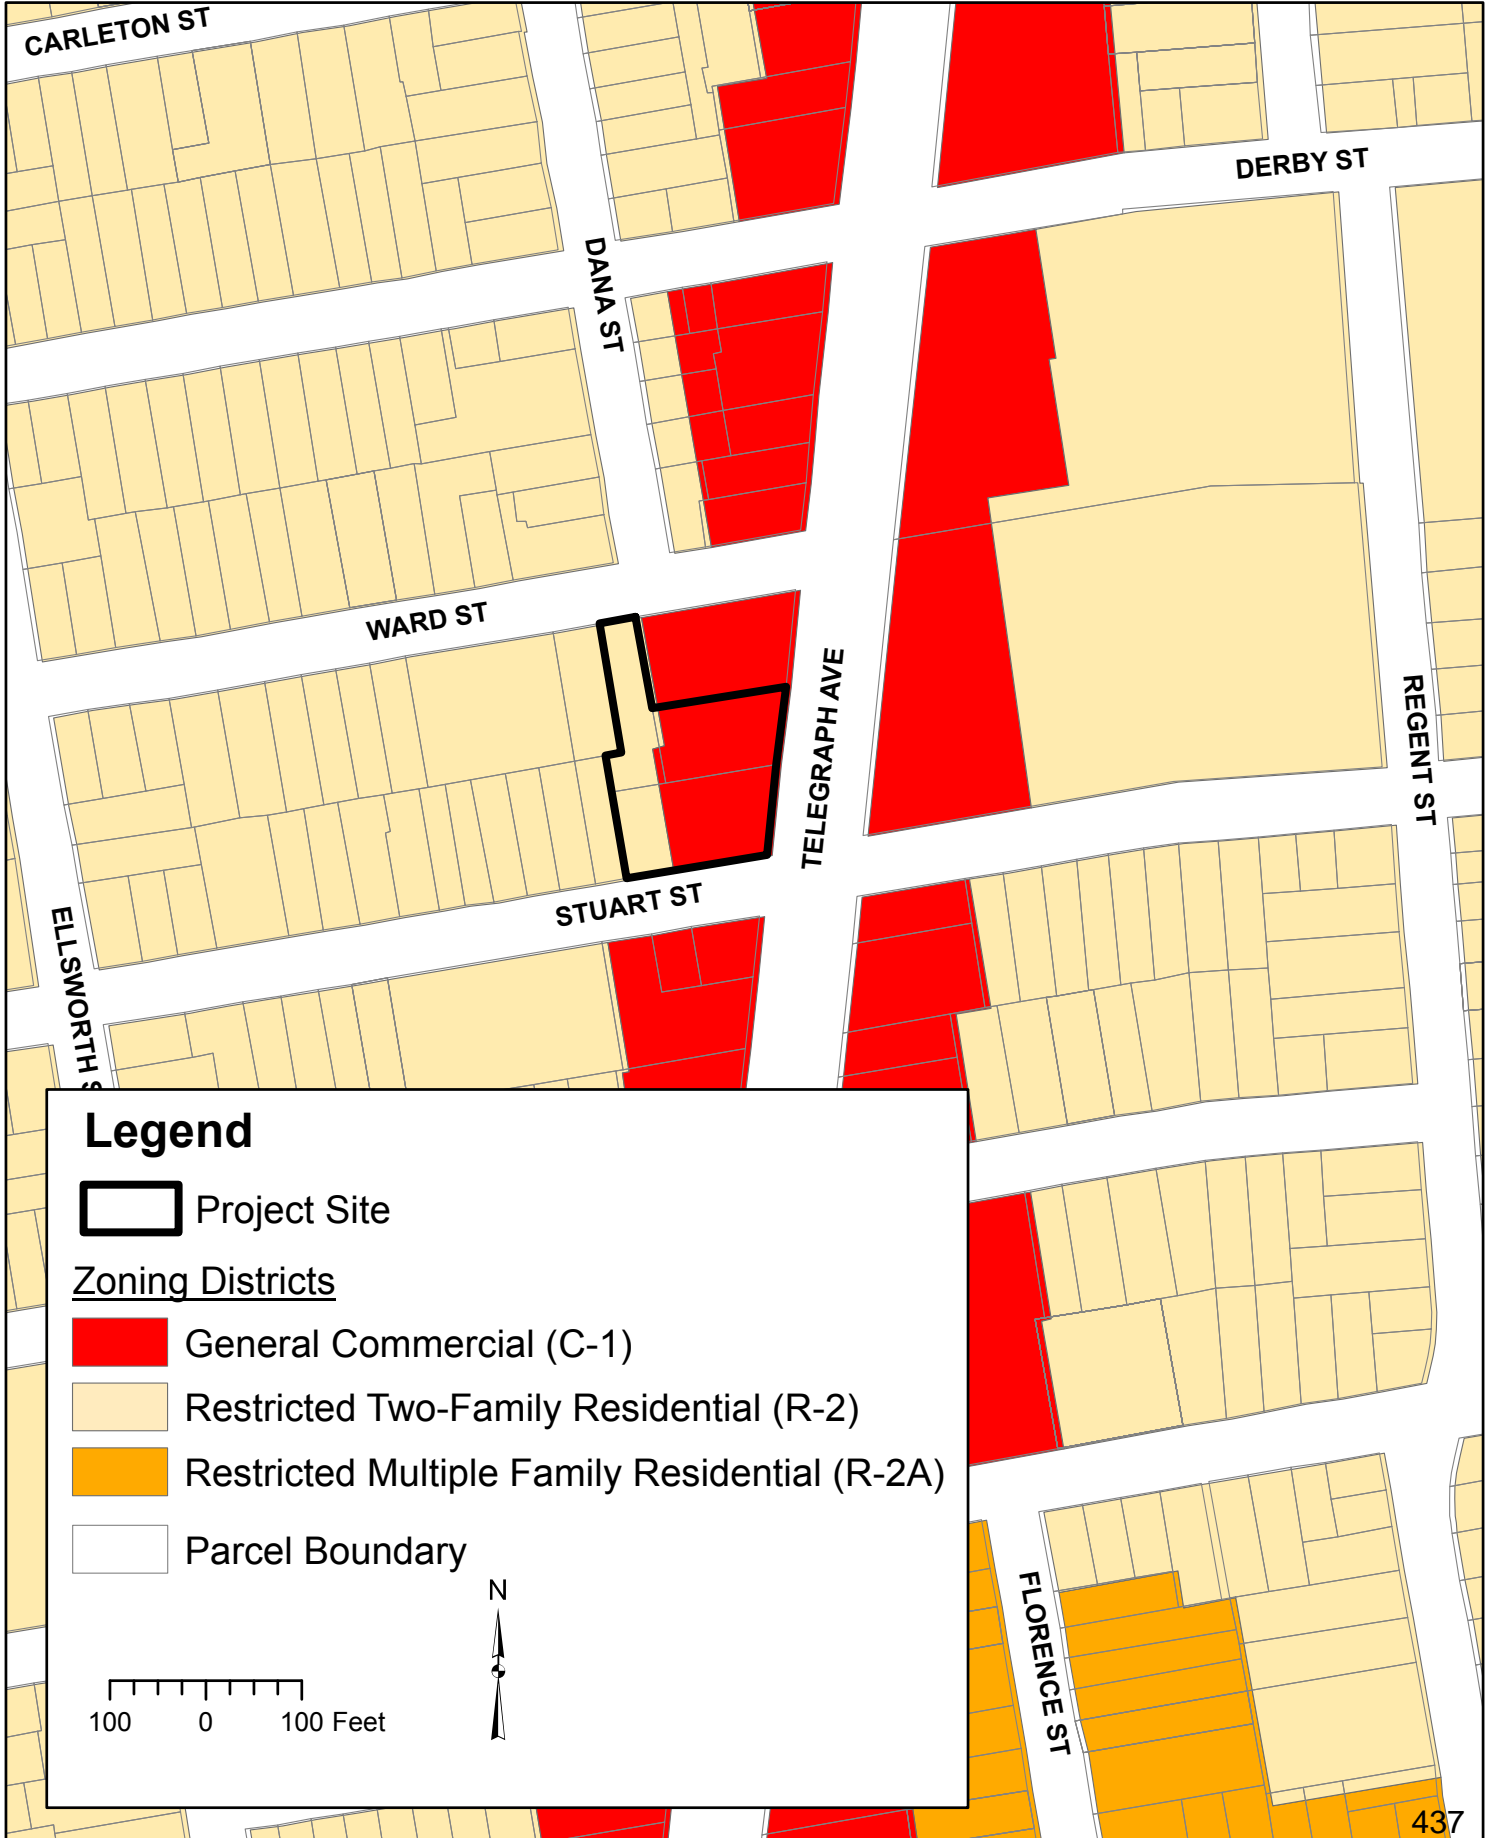 CARLETON ST
DERBY ST
DANA ST
WARD ST
TELEGRAPH AVE
REGENT ST
STUART ST
ELLSWORTH S
Legend
Project Site
Zoning Districts
General Commercial (C-1)
Restricted Two-Family Residential (R-2)
Restricted Multiple Family Residential (R-2A)
Parcel Boundary
N
100 0 100 Feet
FLORENCE ST
437